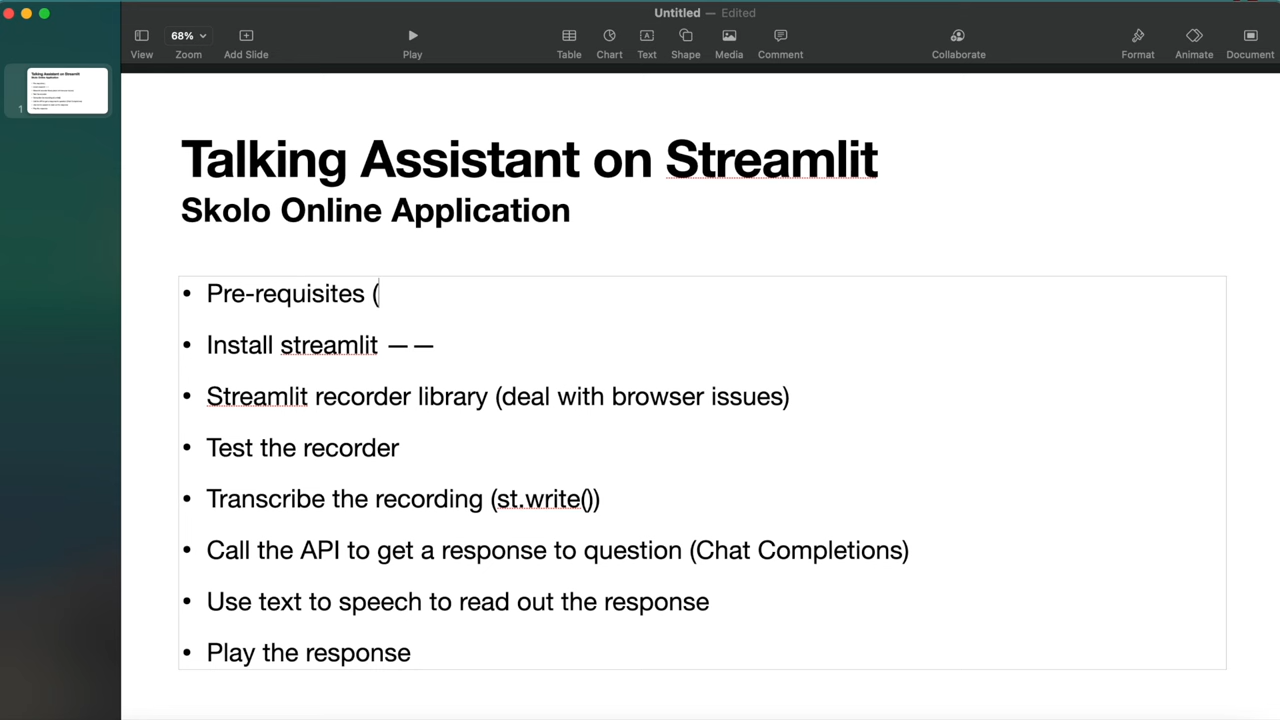 Untitled — Edited
68%
View Zoom Add Slide Play Table Chart Text Shape Media Comment Collaborate Format Animate Document
1
Talking Assistant on Streamlit
Skolo Online Application
• Pre-requisites (
• Install streamlit — —
• Streamlit recorder library (deal with browser issues)
• Test the recorder
• Transcribe the recording (st.write())
• Call the API to get a response to question (Chat Completions)
• Use text to speech to read out the response
• Play the response